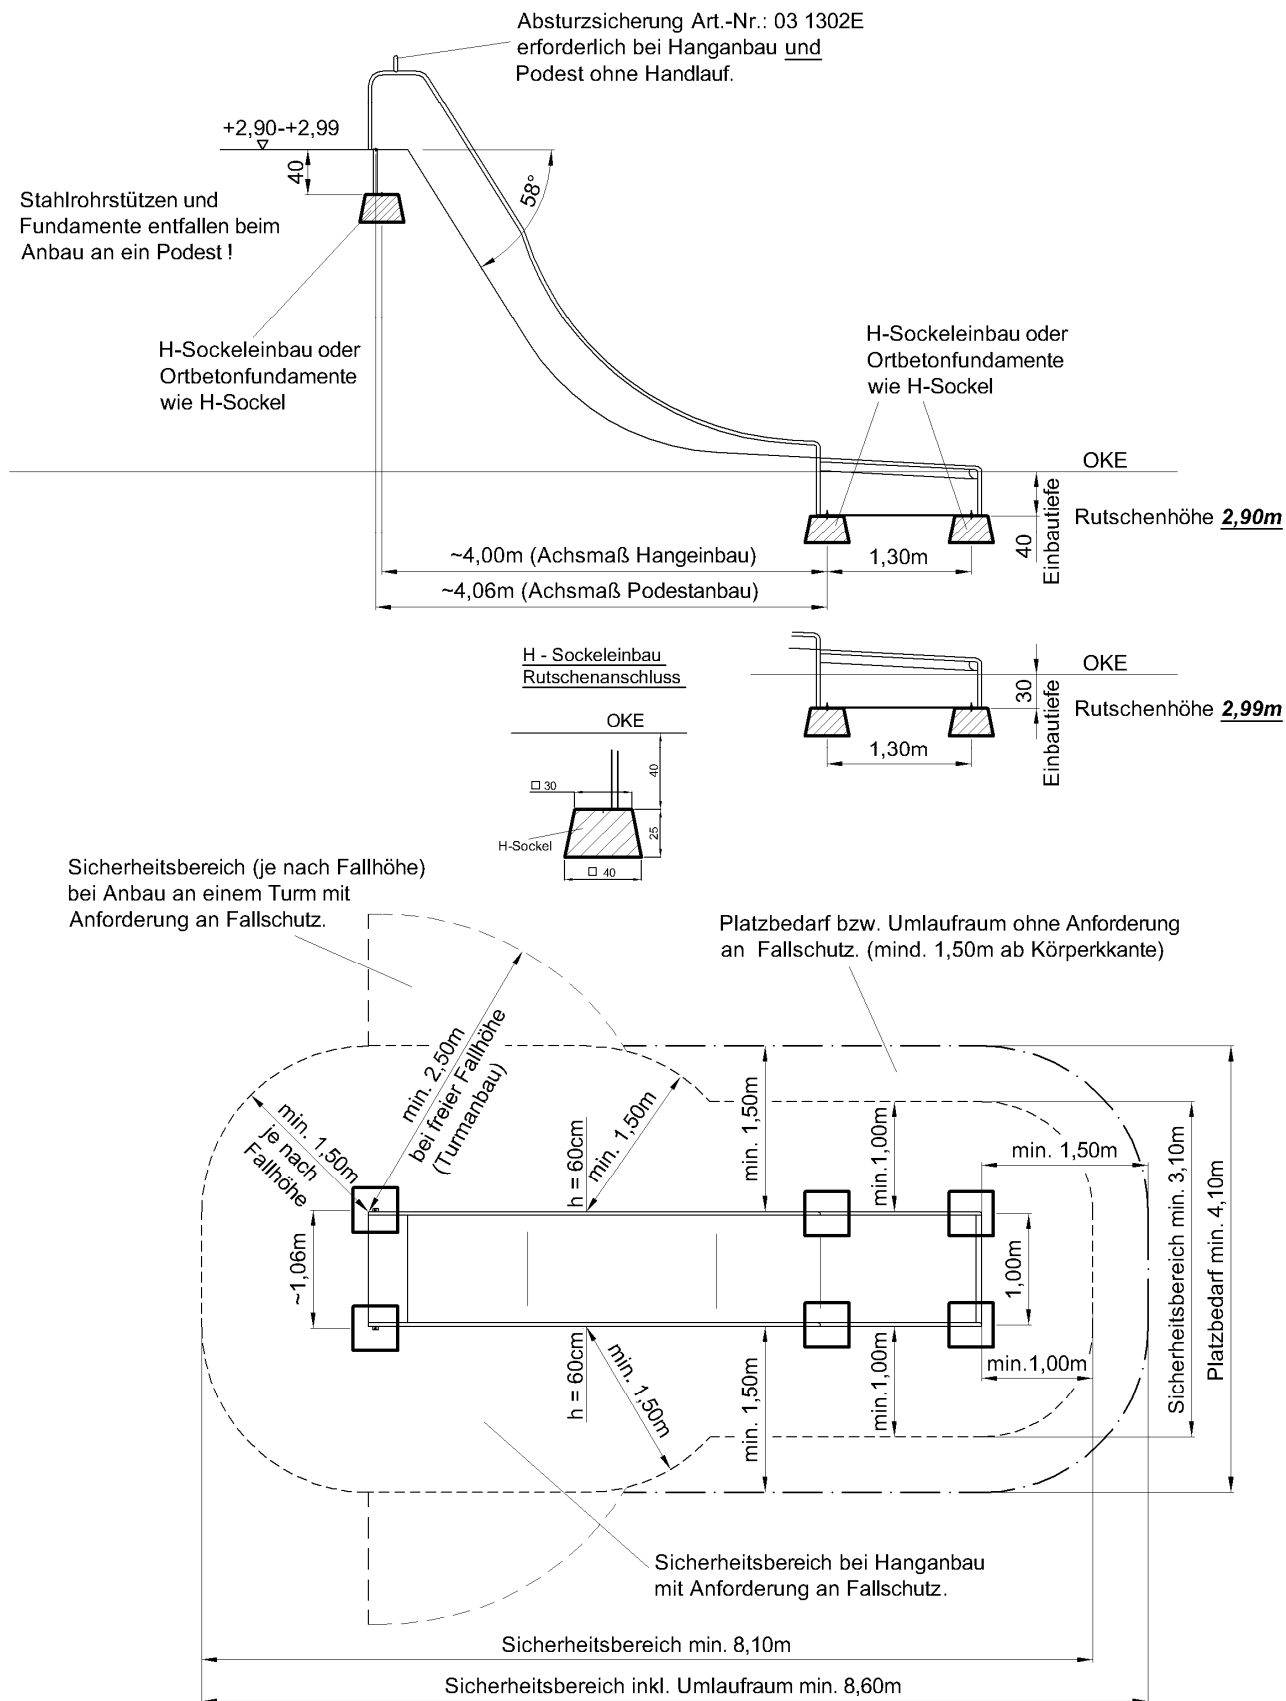 Absturzsicherung Art.-Nr.: 03 1302E
erforderlich bei Hanganbau und
Podest ohne Handlauf.
+2,90-+2,99
40
58°
Stahlrohrstützen und
Fundamente entfallen beim
Anbau an ein Podest !
H-Sockeleinbau oder
Ortbetonfundamente
wie H-Sockel
H-Sockeleinbau oder
Ortbetonfundamente
wie H-Sockel
OKE
40
Einbautiefe
Rutschenhöhe 2,90m
~4,00m (Achsmaß Hangeinbau)
1,30m
~4,06m (Achsmaß Podestanbau)
H - Sockeleinbau
Rutschenanschluss
OKE
30
Einbautiefe
Rutschenhöhe 2,99m
1,30m
OKE
40
□ 30
25
H-Sockel
□ 40
Sicherheitsbereich (je nach Fallhöhe)
bei Anbau an einem Turm mit
Anforderung an Fallschutz.
Platzbedarf bzw. Umlaufraum ohne Anforderung
an Fallschutz. (mind. 1,50m ab Körperkkante)
min. 2,50m
bei freier Fallhöhe
(Turmanbau)
min. 1,50m
je nach
Fallhöhe
h = 60cm
min. 1,50m
min. 1,50m
min.1,00m
min. 1,50m
Sicherheitsbereich min. 3,10m
Platzbedarf min. 4,10m
~1,06m
1,00m
h = 60cm
min. 1,50m
min. 1,50m
min.1,00m
min.1,00m
Sicherheitsbereich bei Hanganbau
mit Anforderung an Fallschutz.
Sicherheitsbereich min. 8,10m
Sicherheitsbereich inkl. Umlaufraum min. 8,60m